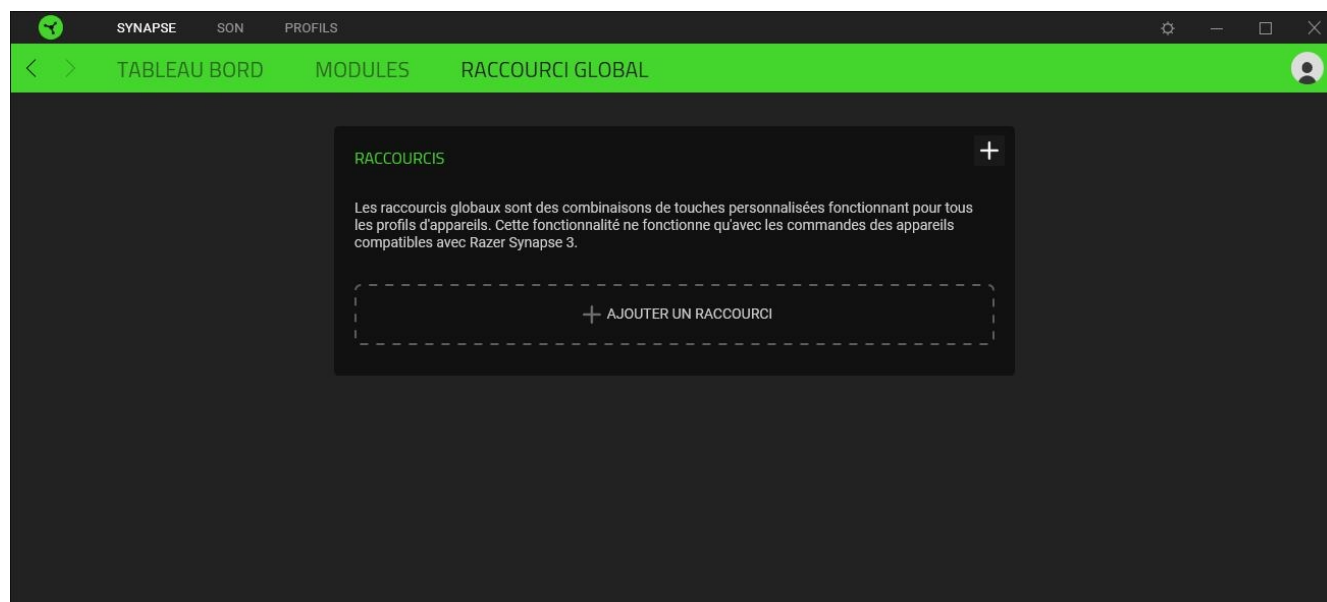 SYNAPSE SON PROFILS
TABLEAU BORD MODULES RACCOURCI GLOBAL
RACCOURCIS
Les raccourcis globaux sont des combinaisons de touches personnalisées fonctionnant pour tous
les profils d'appareils. Cette fonctionnalité ne fonctionne qu'avec les commandes des appareils
compatibles avec Razer Synapse 3.
AJOUTER UN RACCOURCI